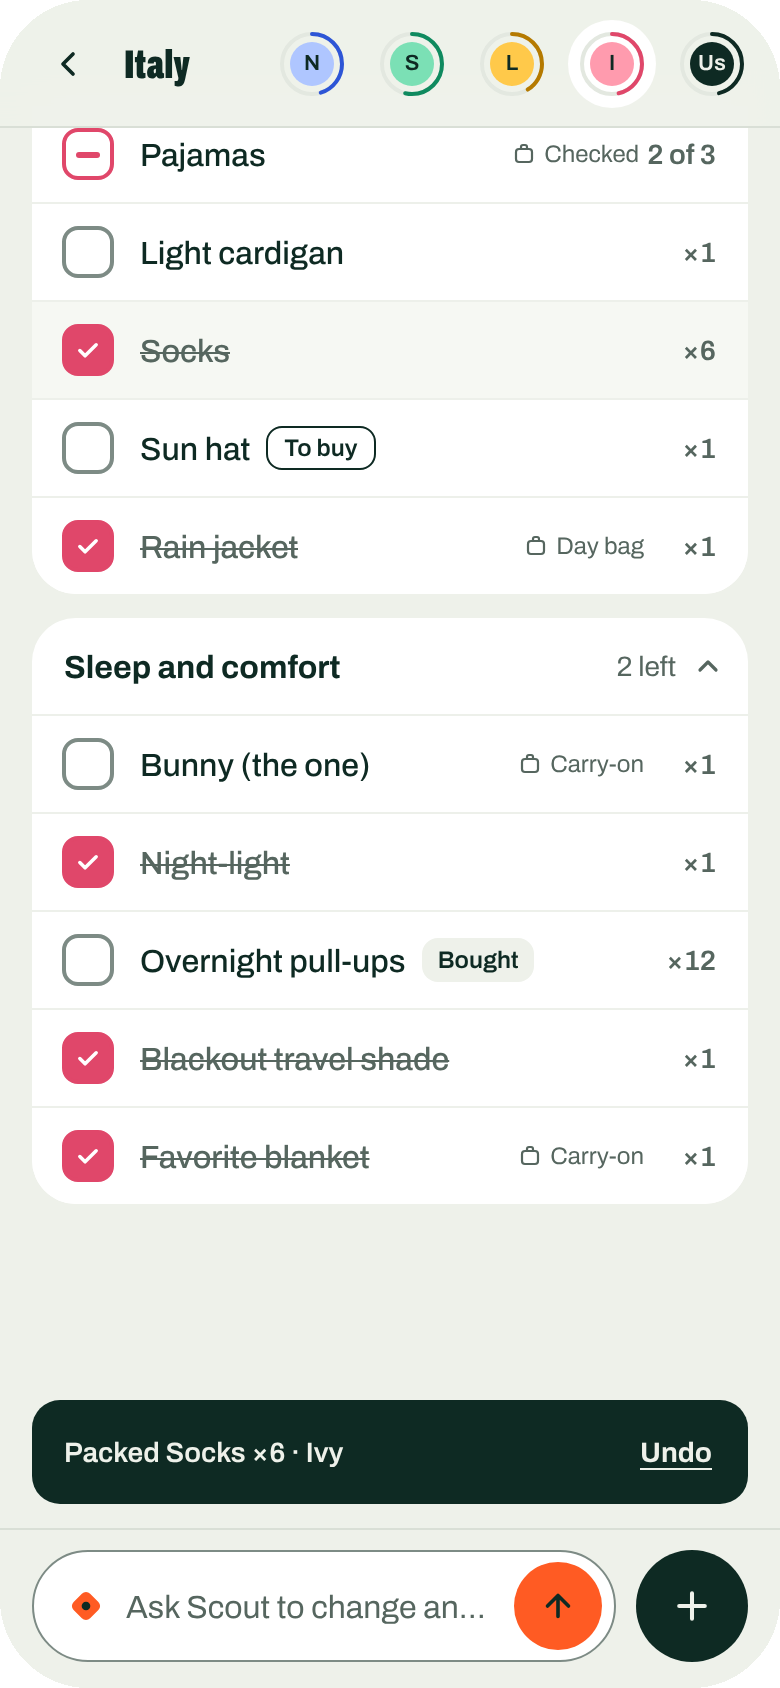 Italy
N
S
L
I
Us
Pajamas Checked 2 of 3
Light cardigan ×1
Socks ×6
Sun hat To buy ×1
Rain jacket Day bag ×1
Sleep and comfort 2 left
Bunny (the one) Carry-on ×1
Night-light ×1
Overnight pull-ups Bought ×12
Blackout travel shade ×1
Favorite blanket Carry-on ×1
Packed Socks ×6 · Ivy Undo
Ask Scout to change an...